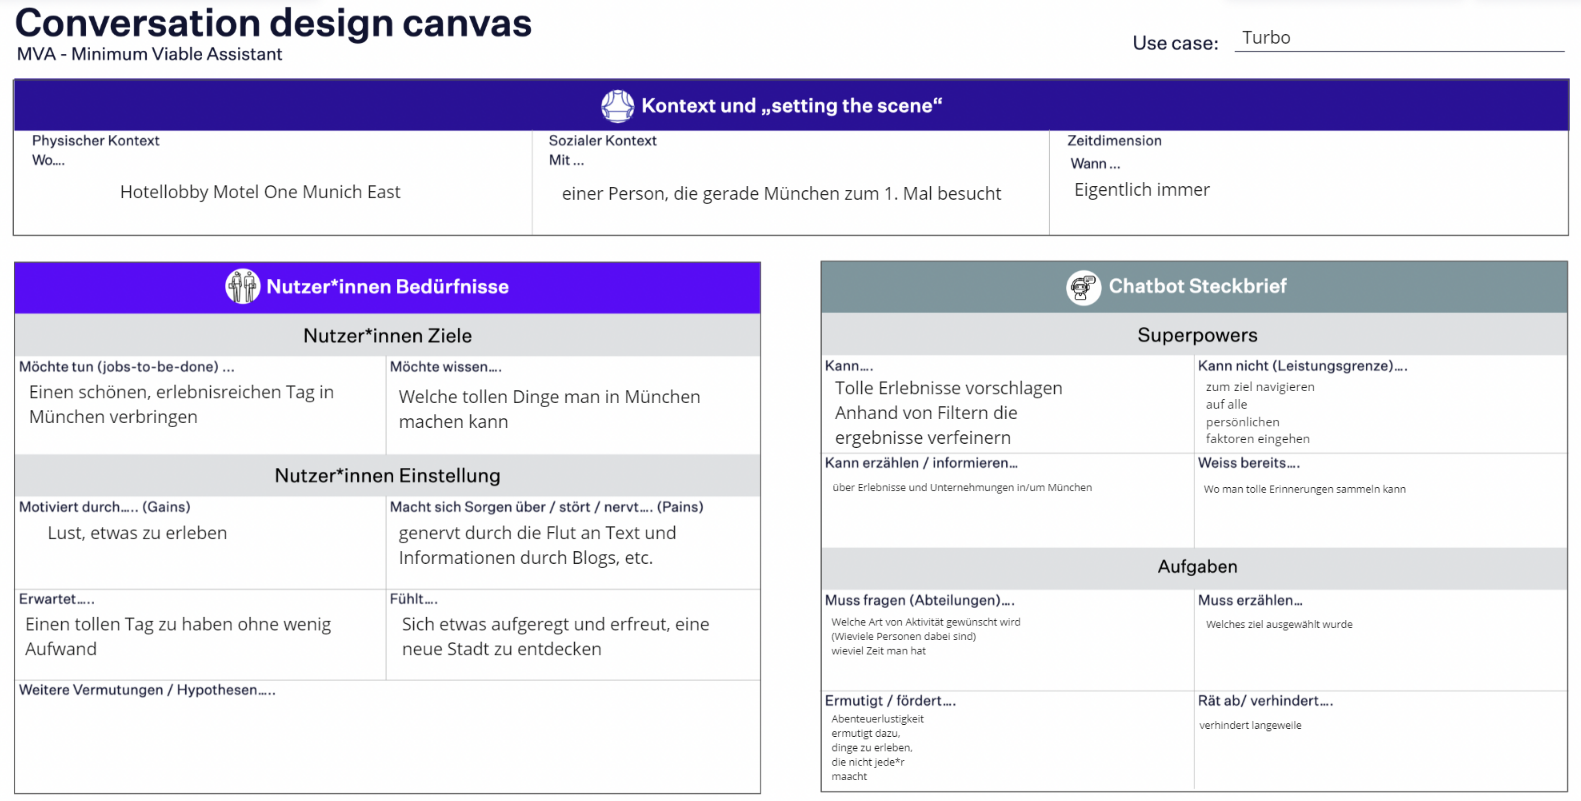 Conversation design canvas
MVA - Minimum Viable Assistant
Use case: Turbo
Kontext und „setting the scene“
Physischer Kontext
Wo....
Hotellobby Motel One Munich East
Sozialer Kontext
Mit ...
einer Person, die gerade München zum 1. Mal besucht
Zeitdimension
Wann ...
Eigentlich immer
Nutzer*innen Bedürfnisse
Nutzer*innen Ziele
Möchte tun (jobs-to-be-done) ...
Einen schönen, erlebnisreichen Tag in
München verbringen
Möchte wissen....
Welche tollen Dinge man in München
machen kann
Nutzer*innen Einstellung
Motiviert durch..... (Gains)
Lust, etwas zu erleben
Macht sich Sorgen über / stört / nervt.... (Pains)
genervt durch die Flut an Text und
Informationen durch Blogs, etc.
Erwartet.....
Einen tollen Tag zu haben ohne wenig
Aufwand
Fühlt....
Sich etwas aufgeregt und erfreut, eine
neue Stadt zu entdecken
Weitere Vermutungen / Hypothesen.....
Chatbot Steckbrief
Superpowers
Kann....
Tolle Erlebnisse vorschlagen
Anhand von Filtern die
ergebnisse verfeinern
Kann nicht (Leistungsgrenze)....
zum ziel navigieren
auf alle
persönlichen
faktoren eingehen
Kann erzählen / informieren...
über Erlebnisse und Unternehmungen in/um München
Weiss bereits....
Wo man tolle Erinnerungen sammeln kann
Aufgaben
Muss fragen (Abteilungen)....
Welche Art von Aktivität gewünscht wird
(Wieviele Personen dabei sind)
wieviel Zeit man hat
Muss erzählen...
Welches ziel ausgewählt wurde
Ermutigt / fördert....
Abenteuerlustigkeit
ermutigt dazu,
dinge zu erleben,
die nicht jede*r
maacht
Rät ab/ verhindert....
verhindert langeweile